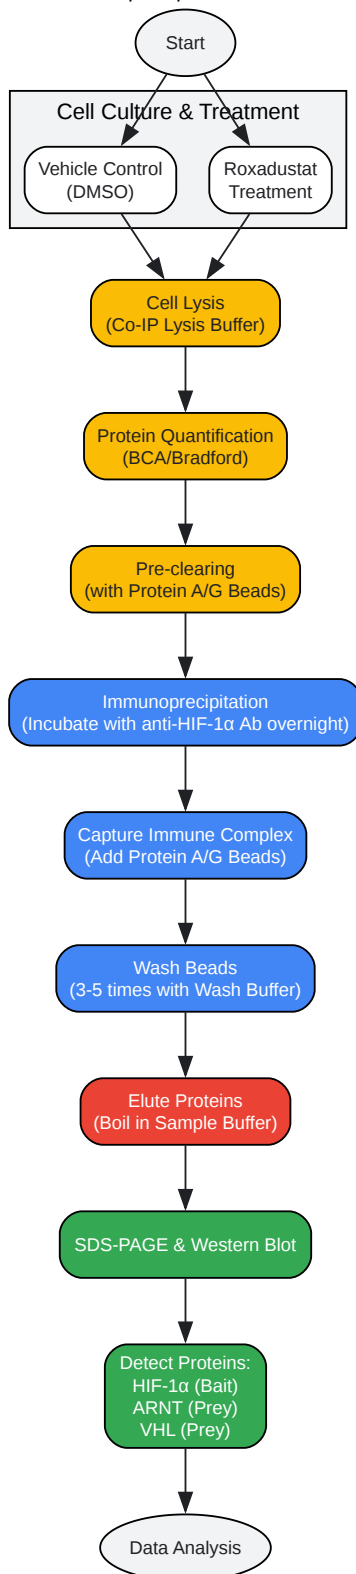 Start
Cell Culture & Treatment
Vehicle Control
(DMSO)
Roxadustat
Treatment
Cell Lysis
(Co-IP Lysis Buffer)
Protein Quantification
(BCA/Bradford)
Pre-clearing
(with Protein A/G Beads)
Immunoprecipitation
(Incubate with anti-HIF-1α Ab overnight)
Capture Immune Complex
(Add Protein A/G Beads)
Wash Beads
(3-5 times with Wash Buffer)
Elute Proteins
(Boil in Sample Buffer)
SDS-PAGE & Western Blot
Detect Proteins:
HIF-1α (Bait)
ARNT (Prey)
VHL (Prey)
Data Analysis